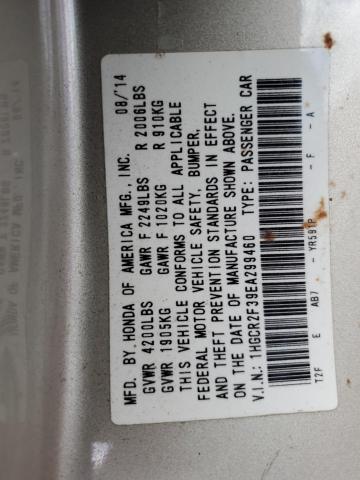 MFD. BY HONDA OF AMERICA MFG., INC. 08/'14
GVWR 4200LBS GAWR F 2249LBS R 2006LBS
GVWR 1905KG GAWR F 1020KG R 910KG
THIS VEHICLE CONFORMS TO ALL APPLICABLE
FEDERAL MOTOR VEHICLE SAFETY, BUMPER,
AND THEFT PREVENTION STANDARDS IN EFFECT
ON THE DATE OF MANUFACTURE SHOWN ABOVE.
V.I.N.: 1HGCR2F39EA299460 TYPE: PASSENGER CAR
T2F E AB7 - YR591P - F - A